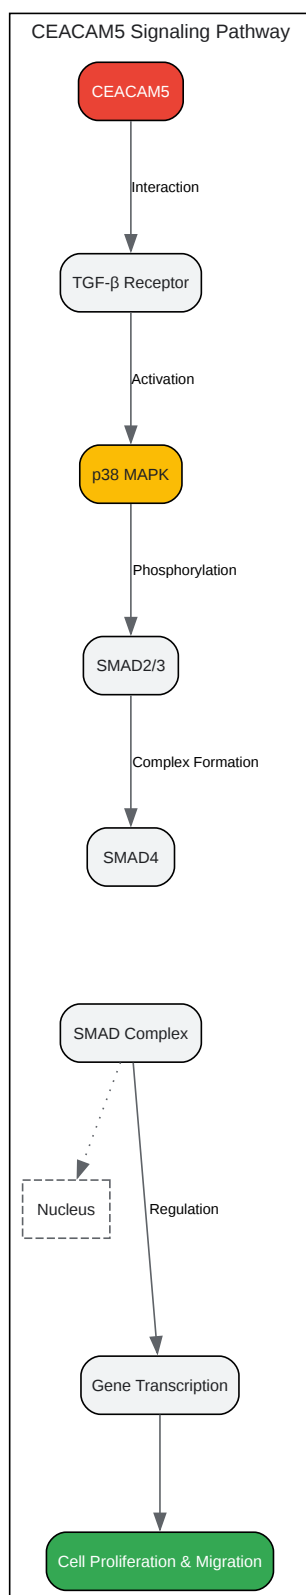 CEACAM5 Signaling Pathway
CEACAM5
Interaction
TGF-β Receptor
Activation
p38 MAPK
Phosphorylation
SMAD2/3
Complex Formation
SMAD4
SMAD Complex
Nucleus
Regulation
Gene Transcription
Cell Proliferation & Migration